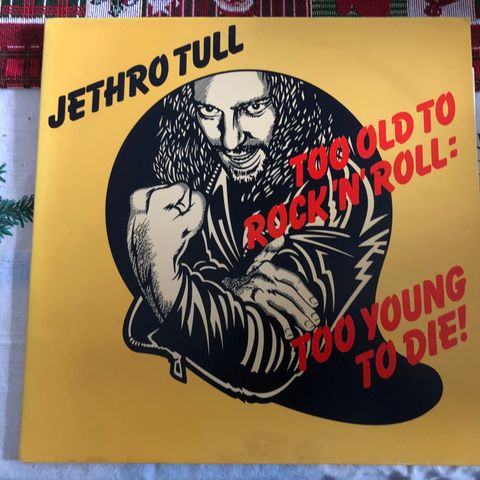 JETHRO TULL
TOO OLD TO
ROCK 'N' ROLL:
TOO YOUNG
TO DIE!